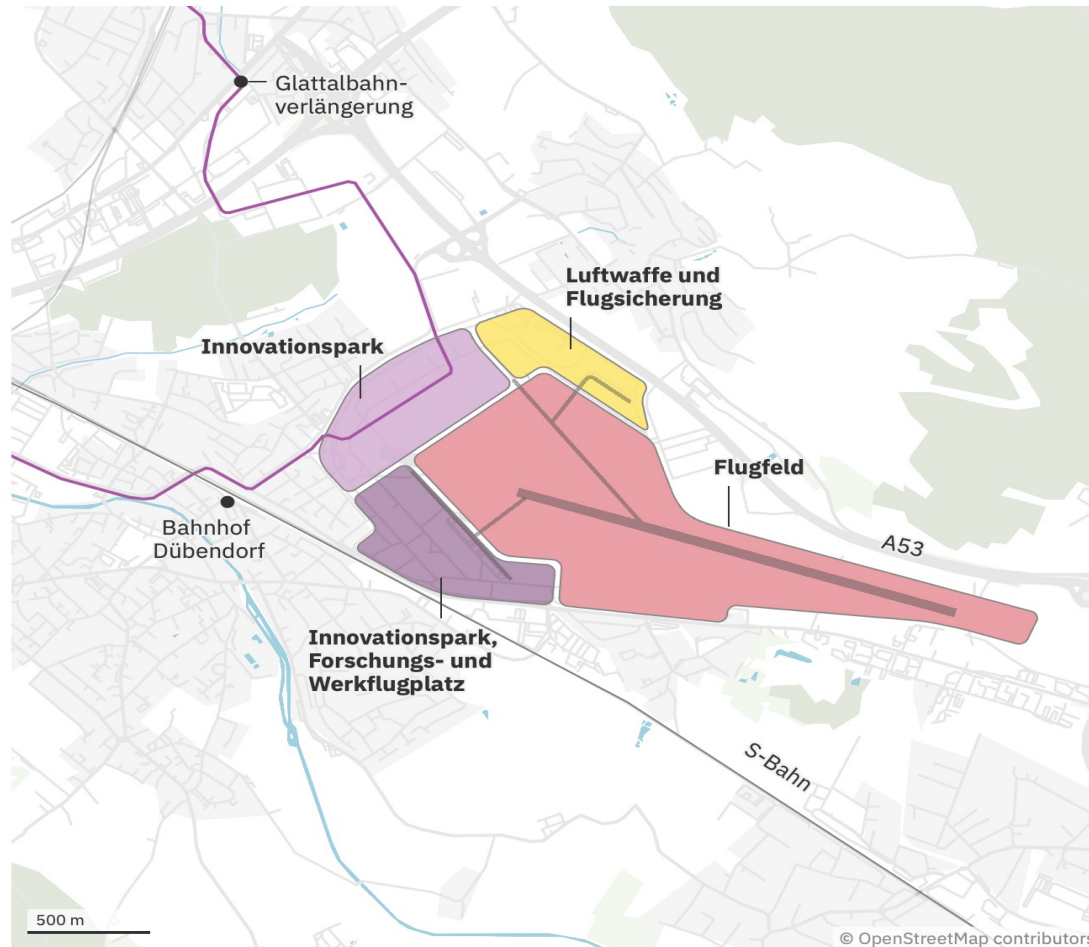 Glattalbahn-
verlängerung
Luftwaffe und
Flugsicherung
Innovationspark
Flugfeld
A53
Bahnhof
Dübendorf
Innovationspark,
Forschungs- und
Werkflugplatz
S-Bahn
500 m
© OpenStreetMap contributors